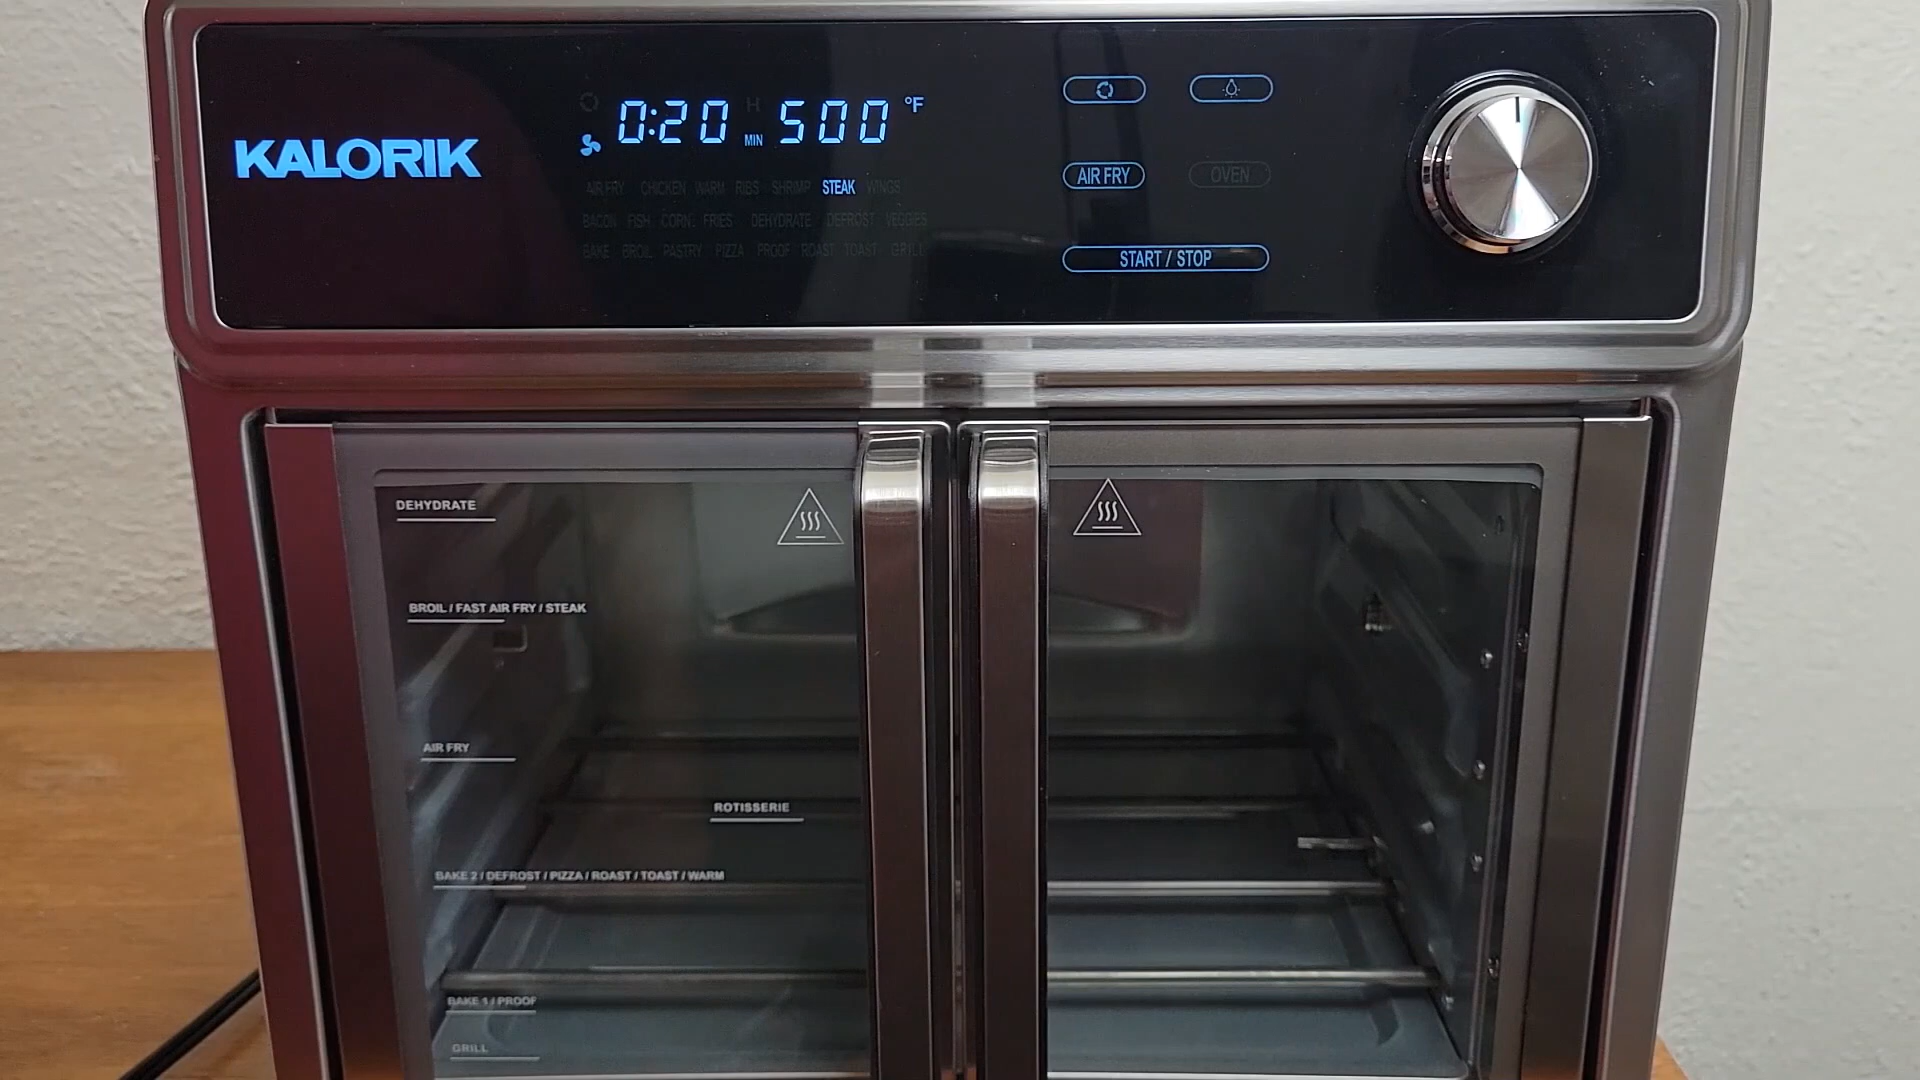 KALORIK
0:20 MIN 500 °F
AIR FRY CHICKEN WARM RIBS SHRIMP STEAK WINGS
BACON FISH CORN FRIES DEHYDRATE DEFROST VEGGIES
BAKE BROIL PASTRY PIZZA PROOF ROAST TOAST GRILL
AIR FRY OVEN
START / STOP
DEHYDRATE
BROIL / FAST AIR FRY / STEAK
AIR FRY
ROTISSERIE
BAKE 2 / DEFROST / PIZZA / ROAST / TOAST / WARM
BAKE 1 / PROOF
GRILL